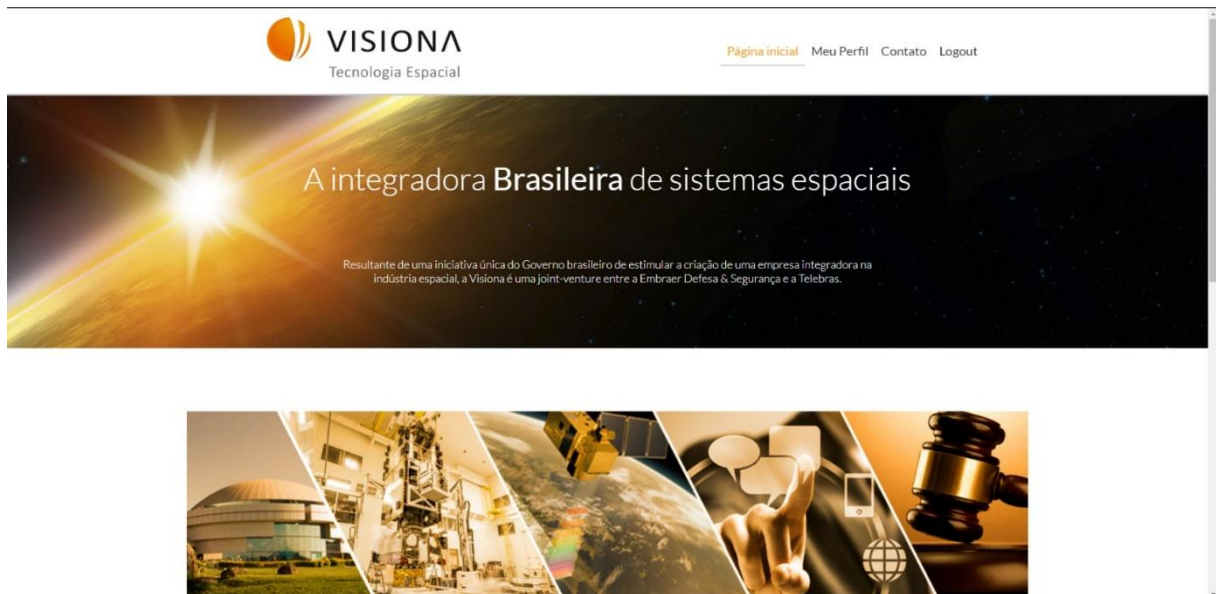 VISIONA
Tecnologia Espacial
Página inicial Meu Perfil Contato Logout
A integradora Brasileira de sistemas espaciais
Resultante de uma iniciativa única do Governo brasileiro de estimular a criação de uma empresa integradora na
indústria espacial, a Visiona é uma joint-venture entre a Embraer Defesa & Segurança e a Telebras.